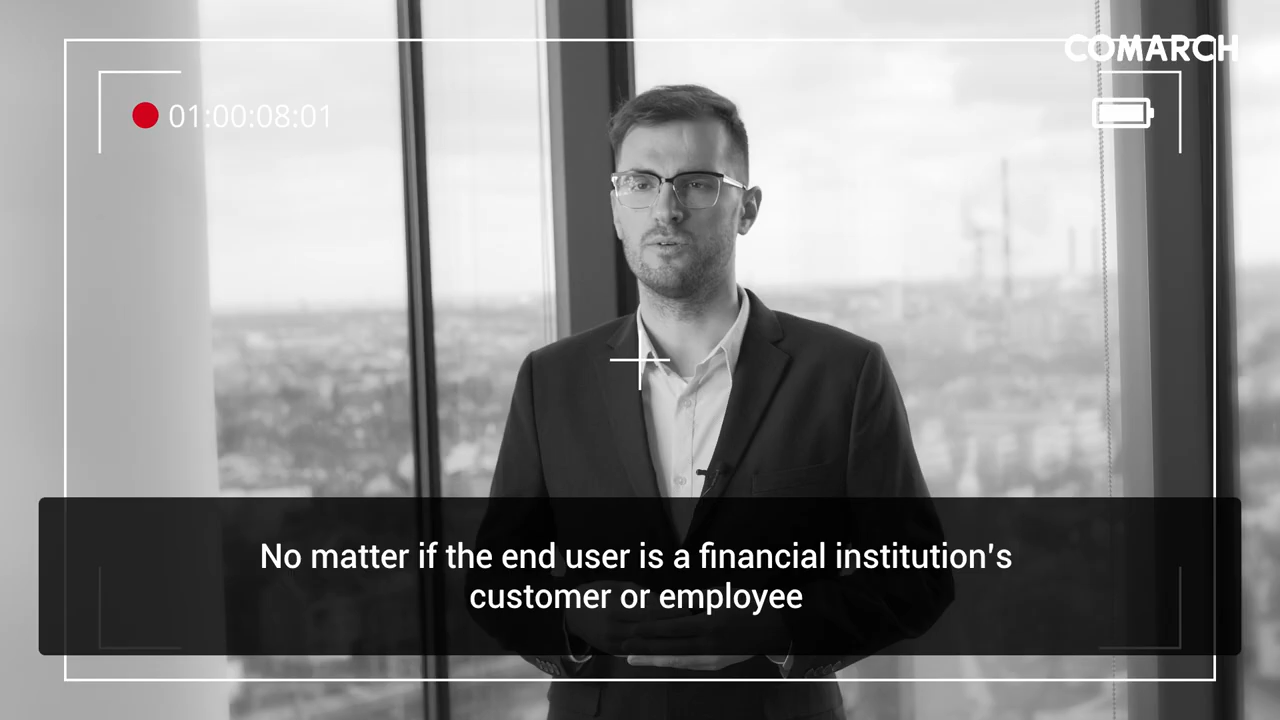 COMARCH
01:00:08:01
No matter if the end user is a financial institution's
customer or employee